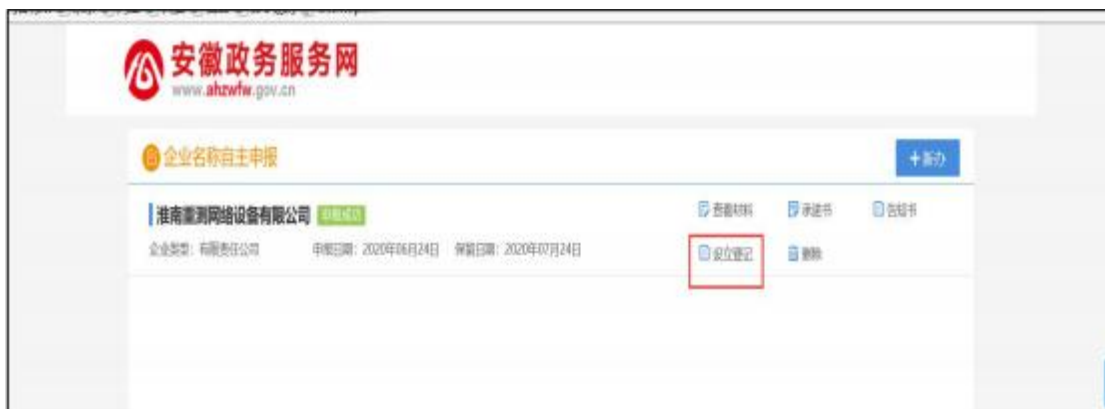 安徽政务服务网
www.ahzwfw.gov.cn
企业名称自主申报
+新办
淮南重测网络设备有限公司 申报成功
查看材料 承诺书 告知书
企业类型：有限责任公司 申报日期：2020年06月24日 保留日期：2020年07月24日
设立登记 删除